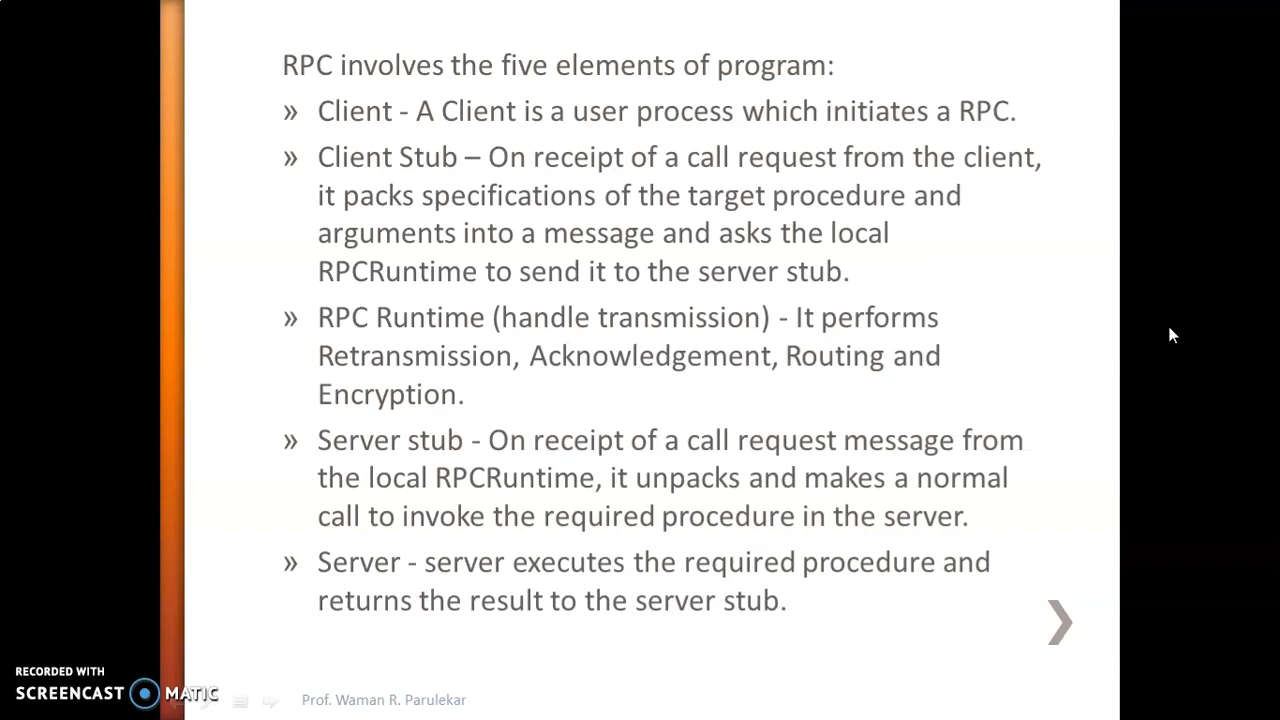 RPC involves the five elements of program:
» Client - A Client is a user process which initiates a RPC.
» Client Stub – On receipt of a call request from the client,
it packs specifications of the target procedure and
arguments into a message and asks the local
RPCRuntime to send it to the server stub.
» RPC Runtime (handle transmission) - It performs
Retransmission, Acknowledgement, Routing and
Encryption.
» Server stub - On receipt of a call request message from
the local RPCRuntime, it unpacks and makes a normal
call to invoke the required procedure in the server.
» Server - server executes the required procedure and
returns the result to the server stub.
RECORDED WITH
SCREENCAST MATIC
Prof. Waman R. Parulekar